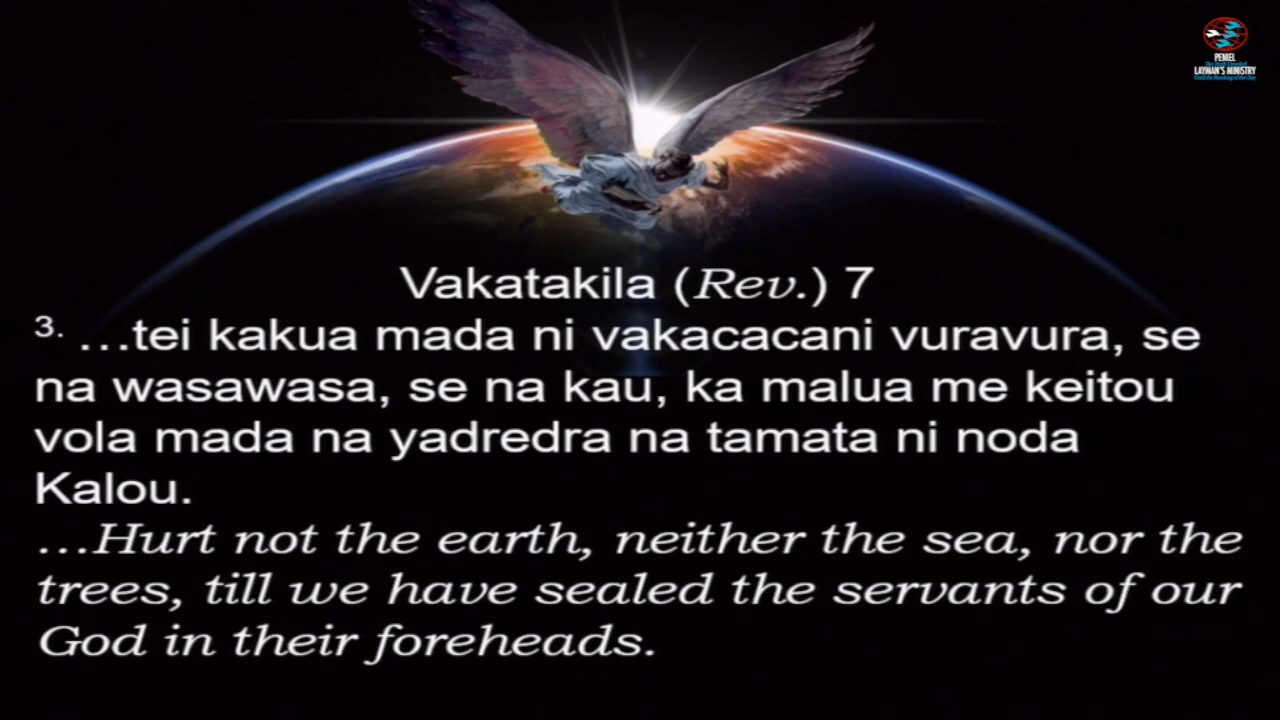 PENIEL
LAYMAN'S MINISTRY
Vakatakila (Rev.) 7
3. …tei kakua mada ni vakacacani vuravura, se
na wasawasa, se na kau, ka malua me keitou
vola mada na yadredra na tamata ni noda
Kalou.
…Hurt not the earth, neither the sea, nor the
trees, till we have sealed the servants of our
God in their foreheads.